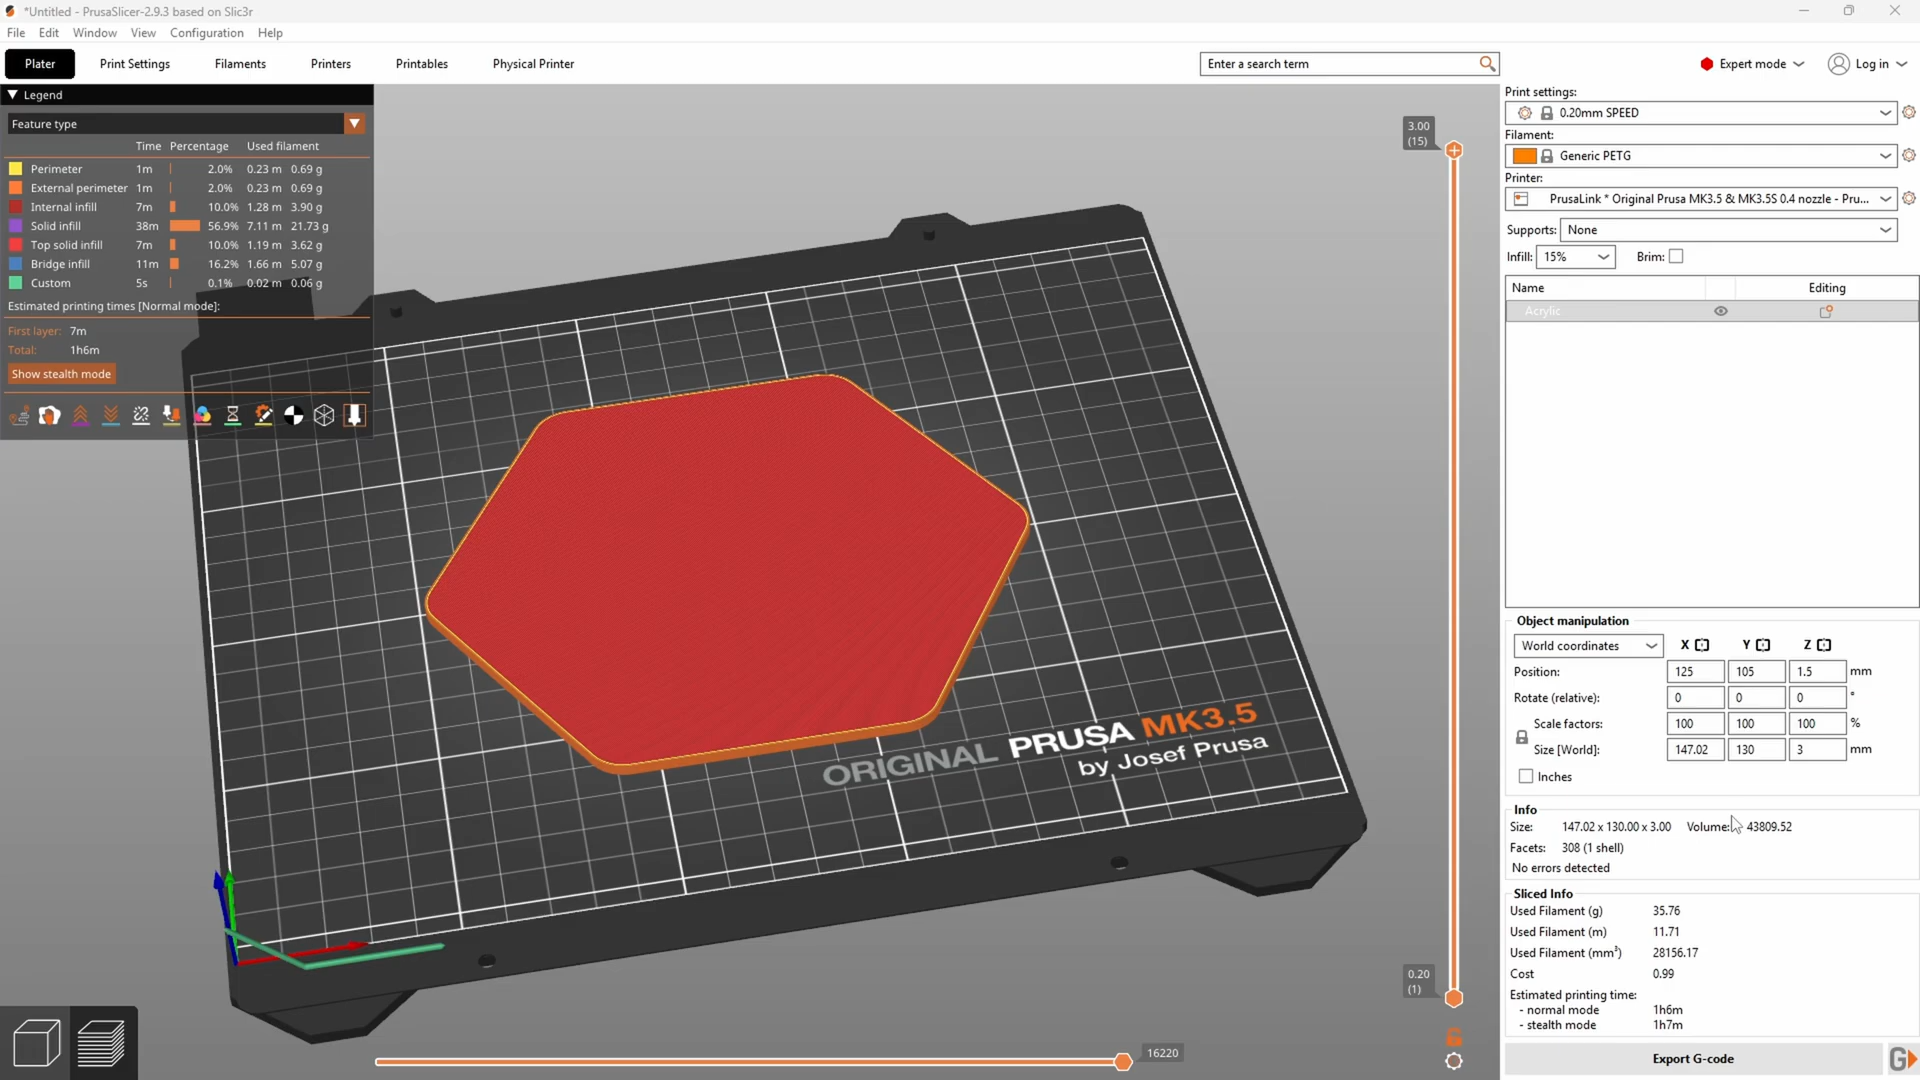 *Untitled - PrusaSlicer-2.9.3 based on Slic3r
File Edit Window View Configuration Help
Plater Print Settings Filaments Printers Printables Physical Printer
Enter a search term
Expert mode
Log in
Legend
Feature type
Time Percentage Used filament
Perimeter 1m 2.0% 0.23 m 0.69 g
External perimeter 1m 2.0% 0.23 m 0.69 g
Internal infill 7m 10.0% 1.28 m 3.90 g
Solid infill 38m 56.9% 7.11 m 21.73 g
Top solid infill 7m 10.0% 1.19 m 3.62 g
Bridge infill 11m 16.2% 1.66 m 5.07 g
Custom 5s 0.1% 0.02 m 0.06 g
Estimated printing times [Normal mode]:
First layer: 7m
Total: 1h6m
Show stealth mode
3.00
(15)
ORIGINAL PRUSA MK3.5
by Josef Prusa
0.20
(1)
16220
Print settings:
0.20mm SPEED
Filament:
Generic PETG
Printer:
PrusaLink * Original Prusa MK3.5 & MK3.5S 0.4 nozzle - Pru...
Supports: None
Infill: 15% Brim:
Name Editing
Acrylic
Object manipulation
World coordinates X Y Z
Position: 125 105 1.5 mm
Rotate (relative): 0 0 0 °
Scale factors: 100 100 100 %
Size [World]: 147.02 130 3 mm
Inches
Info
Size: 147.02 x 130.00 x 3.00 Volume: 43809.52
Facets: 308 (1 shell)
No errors detected
Sliced Info
Used Filament (g) 35.76
Used Filament (m) 11.71
Used Filament (mm³) 28156.17
Cost 0.99
Estimated printing time:
- normal mode 1h6m
- stealth mode 1h7m
Export G-code
G